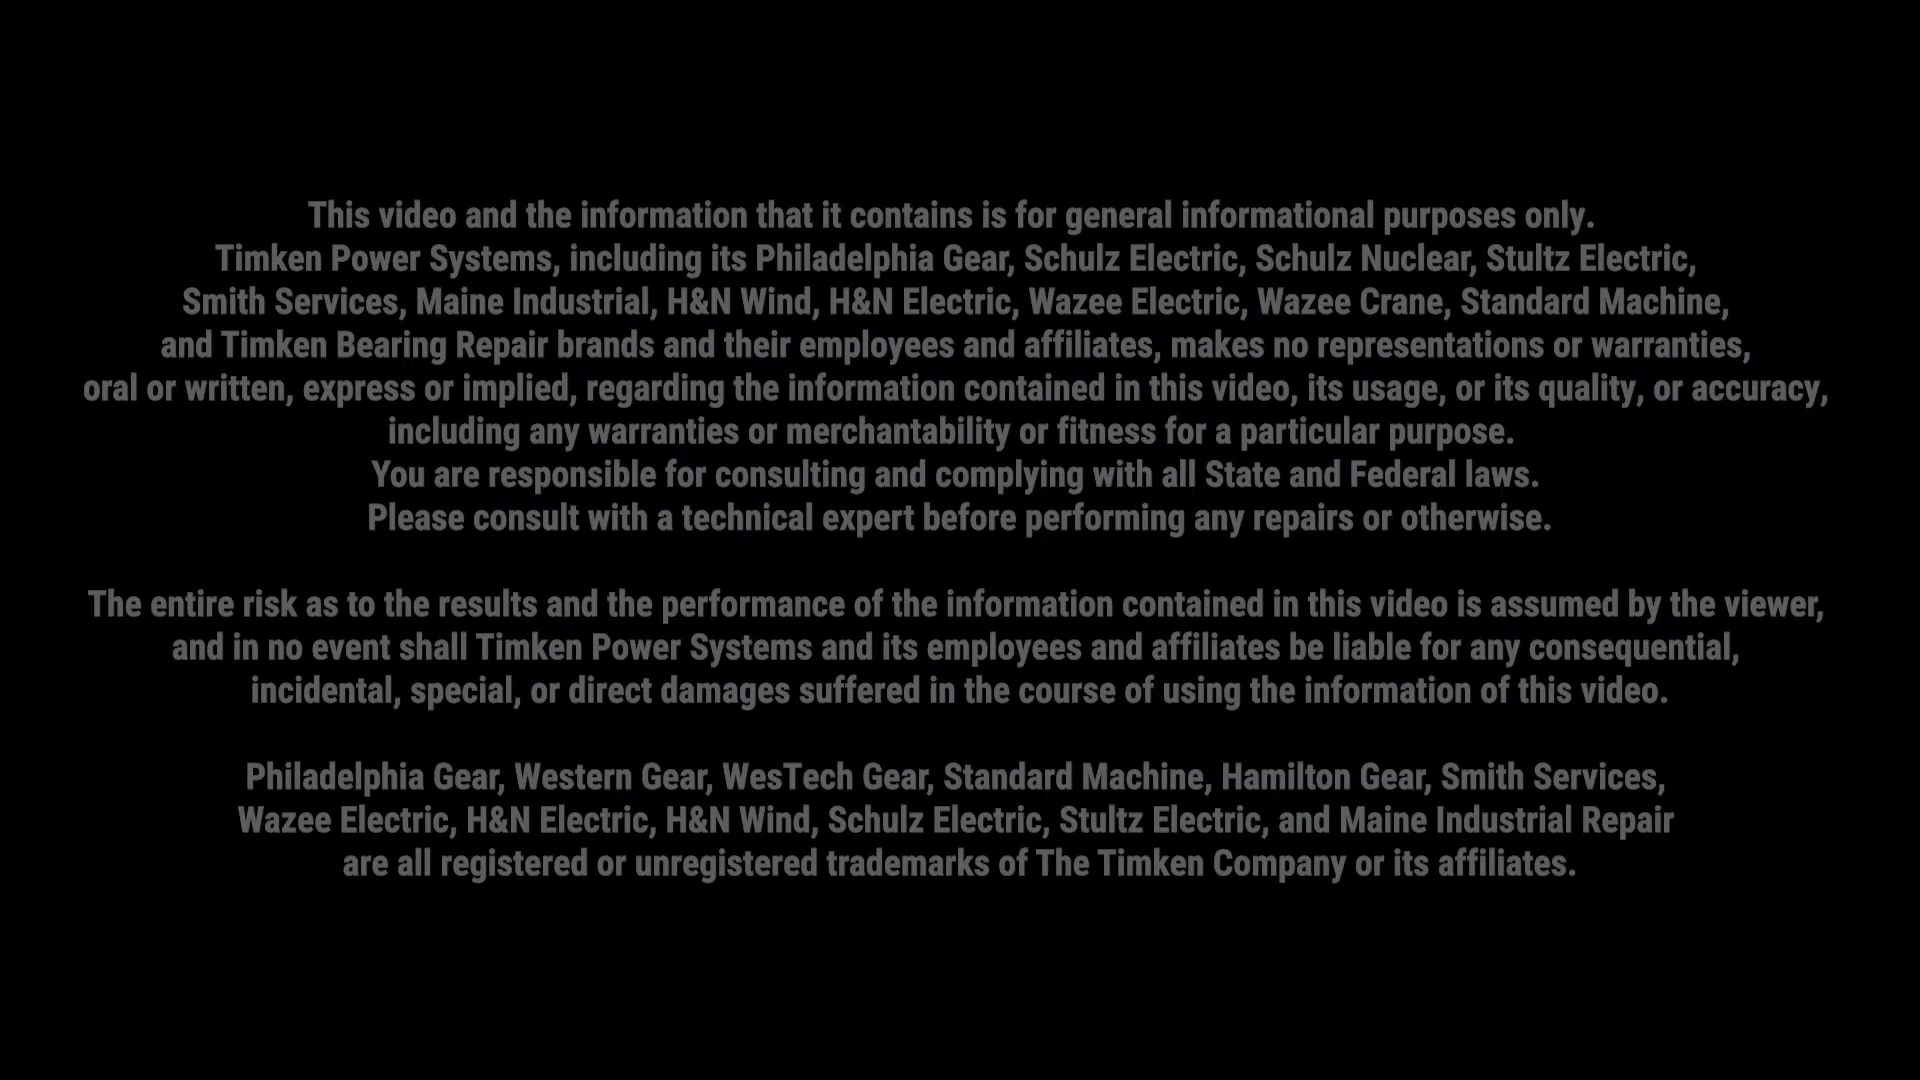 This video and the information that it contains is for general informational purposes only.
Timken Power Systems, including its Philadelphia Gear, Schulz Electric, Schulz Nuclear, Stultz Electric,
Smith Services, Maine Industrial, H&N Wind, H&N Electric, Wazee Electric, Wazee Crane, Standard Machine,
and Timken Bearing Repair brands and their employees and affiliates, makes no representations or warranties,
oral or written, express or implied, regarding the information contained in this video, its usage, or its quality, or accuracy,
including any warranties or merchantability or fitness for a particular purpose.
You are responsible for consulting and complying with all State and Federal laws.
Please consult with a technical expert before performing any repairs or otherwise.
The entire risk as to the results and the performance of the information contained in this video is assumed by the viewer,
and in no event shall Timken Power Systems and its employees and affiliates be liable for any consequential,
incidental, special, or direct damages suffered in the course of using the information of this video.
Philadelphia Gear, Western Gear, WesTech Gear, Standard Machine, Hamilton Gear, Smith Services,
Wazee Electric, H&N Electric, H&N Wind, Schulz Electric, Stultz Electric, and Maine Industrial Repair
are all registered or unregistered trademarks of The Timken Company or its affiliates.